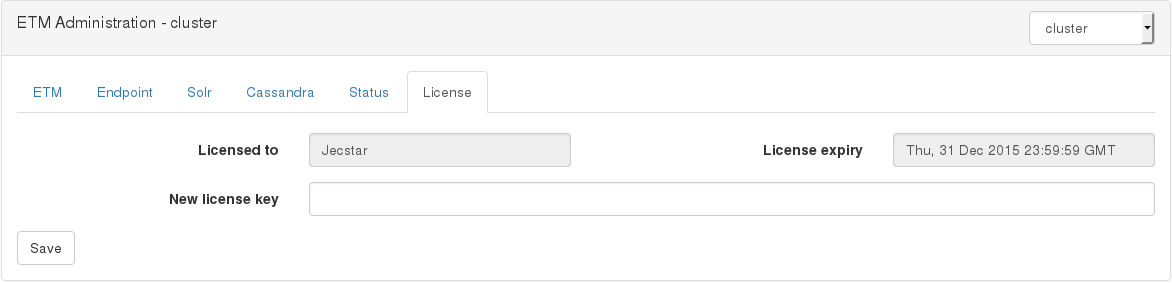 ETM Administration - cluster
cluster
ETM Endpoint Solr Cassandra Status License
Licensed to Jecstar License expiry Thu, 31 Dec 2015 23:59:59 GMT
New license key
Save